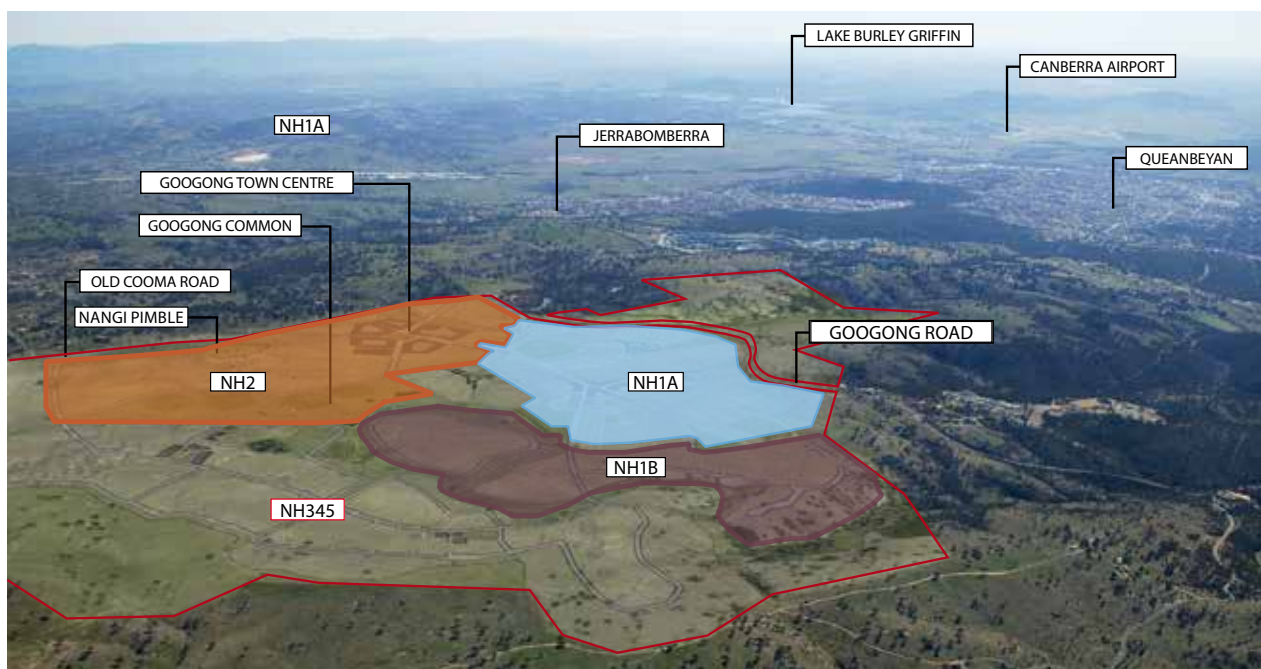 LAKE BURLEY GRIFFIN
CANBERRA AIRPORT
NH1A
JERRABOMBERRA
QUEANBEYAN
GOOGONG TOWN CENTRE
GOOGONG COMMON
OLD COOMA ROAD
NANGI PIMBLE
GOOGONG ROAD
NH2
NH1A
NH1B
NH345